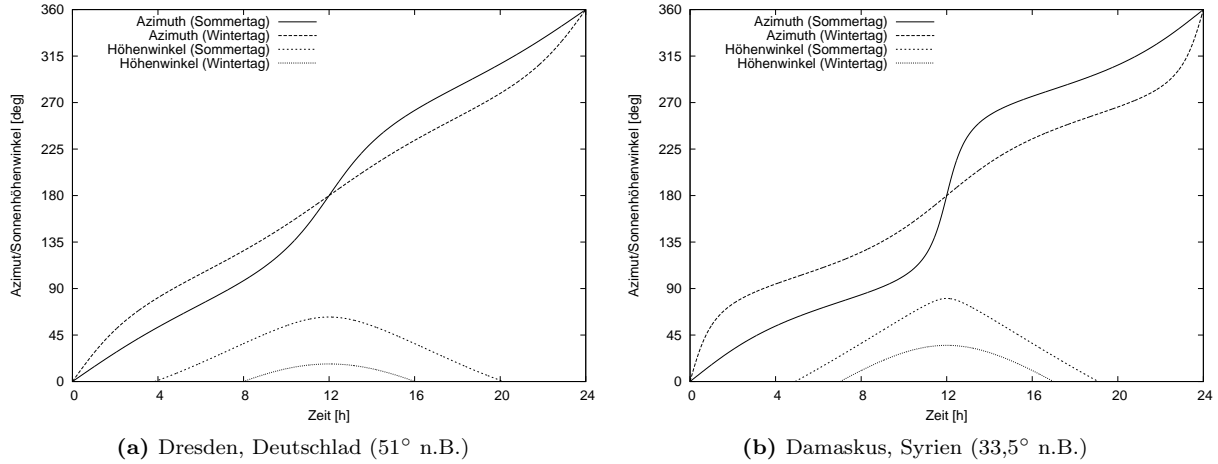 Azimut/Sonnenhöhenwinkel [deg]
360
315
270
225
180
135
90
45
0
Azimuth (Sommertag)
Azimuth (Wintertag)
Höhenwinkel (Sommertag)
Höhenwinkel (Wintertag)
0 4 8 12 16 20 24
Zeit [h]
(a) Dresden, Deutschlad (51° n.B.)
Azimut/Sonnenhöhenwinkel [deg]
360
315
270
225
180
135
90
45
0
Azimuth (Sommertag)
Azimuth (Wintertag)
Höhenwinkel (Sommertag)
Höhenwinkel (Wintertag)
0 4 8 12 16 20 24
Zeit [h]
(b) Damaskus, Syrien (33,5° n.B.)